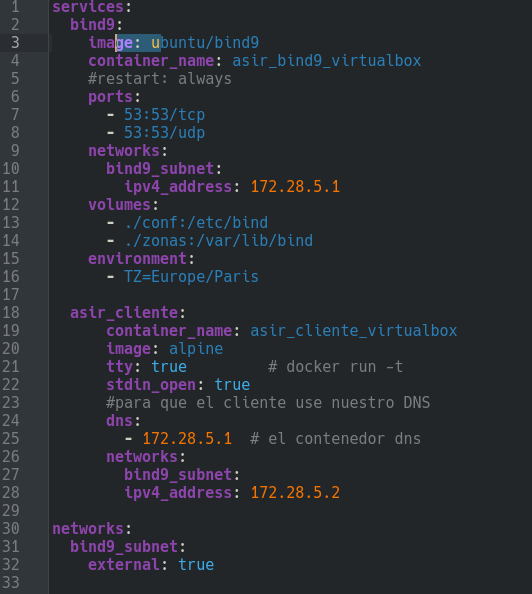 1 services:
2   bind9:
3     image: ubuntu/bind9
4     container_name: asir_bind9_virtualbox
5     #restart: always
6     ports:
7       - 53:53/tcp
8       - 53:53/udp
9     networks:
10       bind9_subnet:
11         ipv4_address: 172.28.5.1
12     volumes:
13       - ./conf:/etc/bind
14       - ./zonas:/var/lib/bind
15     environment:
16       - TZ=Europe/Paris
17
18   asir_cliente:
19       container_name: asir_cliente_virtualbox
20       image: alpine
21       tty: true         # docker run -t
22       stdin_open: true
23       #para que el cliente use nuestro DNS
24       dns:
25         - 172.28.5.1  # el contenedor dns
26       networks:
27         bind9_subnet:
28         ipv4_address: 172.28.5.2
29
30 networks:
31   bind9_subnet:
32     external: true
33